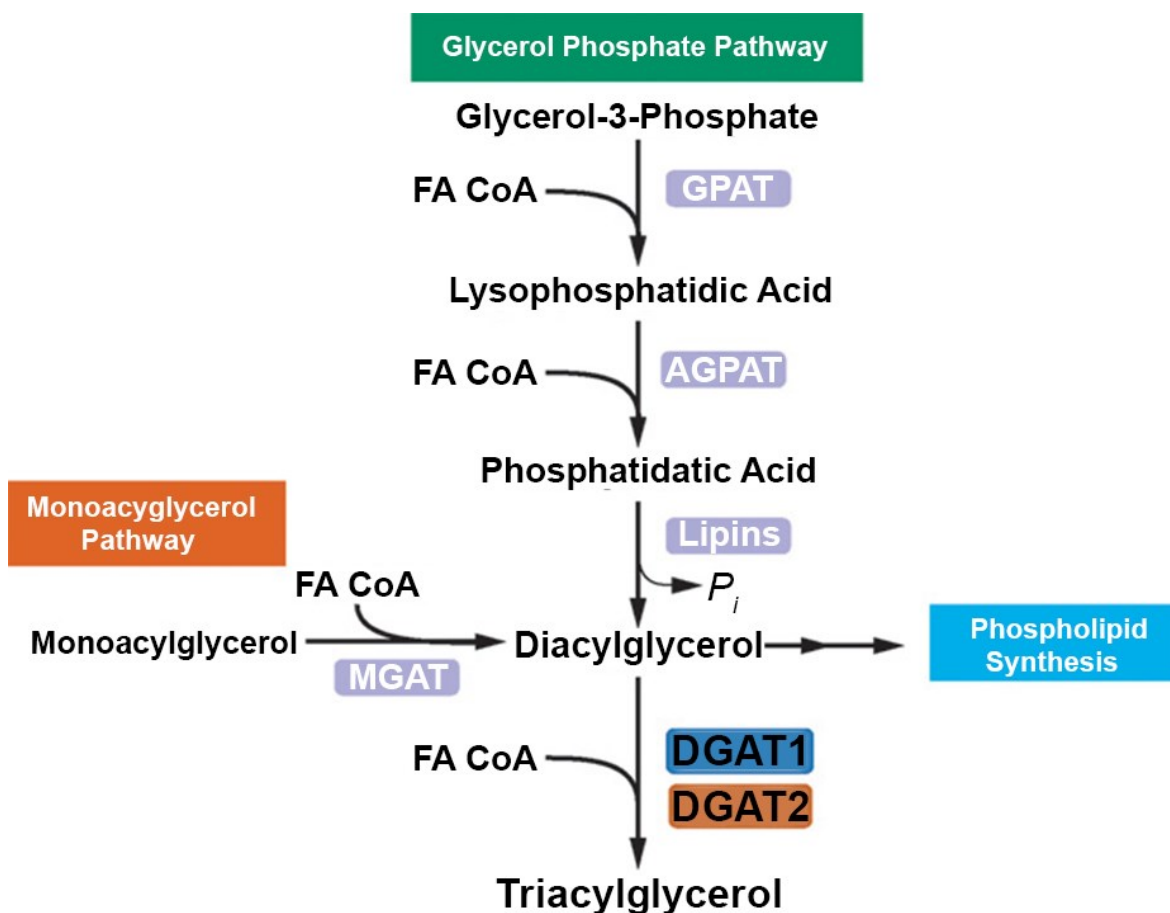 Glycerol Phosphate Pathway
Glycerol-3-Phosphate
FA CoA
GPAT
Lysophosphatidic Acid
FA CoA
AGPAT
Phosphatidatic Acid
Monoacyglycerol
Pathway
Lipins
FA CoA
Pi
Monoacylglycerol
Diacylglycerol
Phospholipid
Synthesis
MGAT
FA CoA
DGAT1
DGAT2
Triacylglycerol